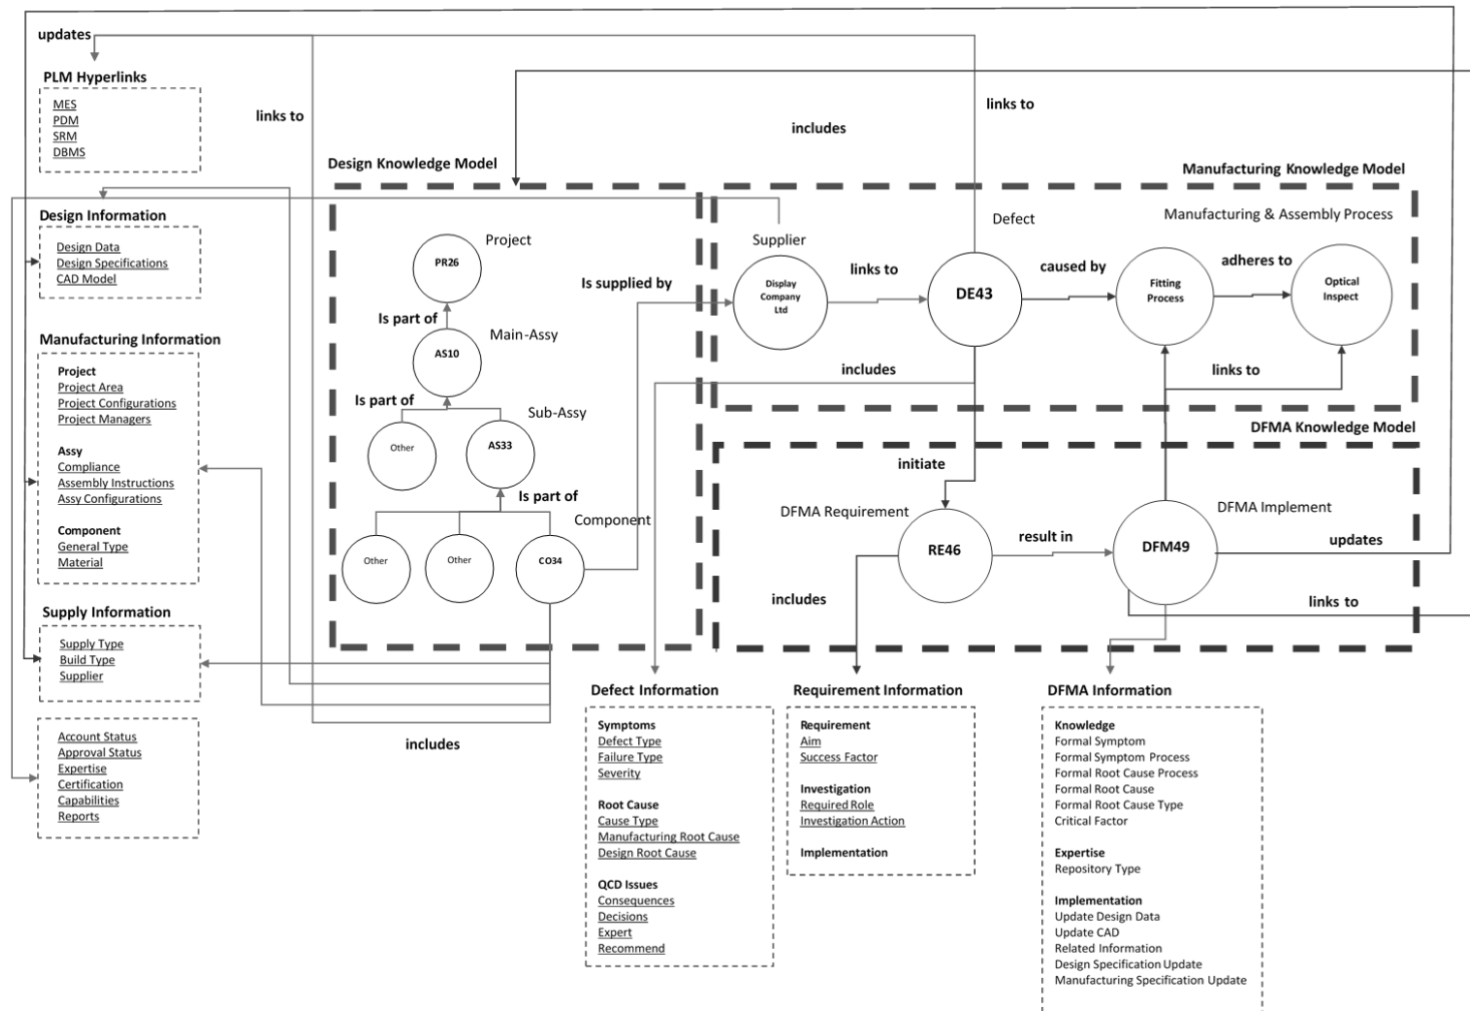 updates
PLM Hyperlinks
MES
PDM
SRM
DBMS
links to
Design Information
Design Data
Design Specifications
CAD Model
Manufacturing Information
Project
Project Area
Project Configurations
Project Managers
Assy
Compliance
Assembly Instructions
Assy Configurations
Component
General Type
Material
Supply Information
Supply Type
Build Type
Supplier
Account Status
Approval Status
Expertise
Certification
Capabilities
Reports
includes
Design Knowledge Model
Project
PR26
Is part of
Main-Assy
AS10
Is part of
Sub-Assy
Other
AS33
Is part of
Component
Other
Other
CO34
Is supplied by
includes
links to
Manufacturing Knowledge Model
Supplier
Defect
Manufacturing & Assembly Process
Display
Company
Ltd
links to
DE43
caused by
Fitting
Process
adheres to
Optical
Inspect
includes
links to
DFMA Knowledge Model
initiate
DFMA Requirement
RE46
result in
DFMA Implement
DFM49
updates
includes
links to
Defect Information
Symptoms
Defect Type
Failure Type
Severity
Root Cause
Cause Type
Manufacturing Root Cause
Design Root Cause
QCD Issues
Consequences
Decisions
Expert
Recommend
Requirement Information
Requirement
Aim
Success Factor
Investigation
Required Role
Investigation Action
Implementation
DFMA Information
Knowledge
Formal Symptom
Formal Symptom Process
Formal Root Cause Process
Formal Root Cause
Formal Root Cause Type
Critical Factor
Expertise
Repository Type
Implementation
Update Design Data
Update CAD
Related Information
Design Specification Update
Manufacturing Specification Update